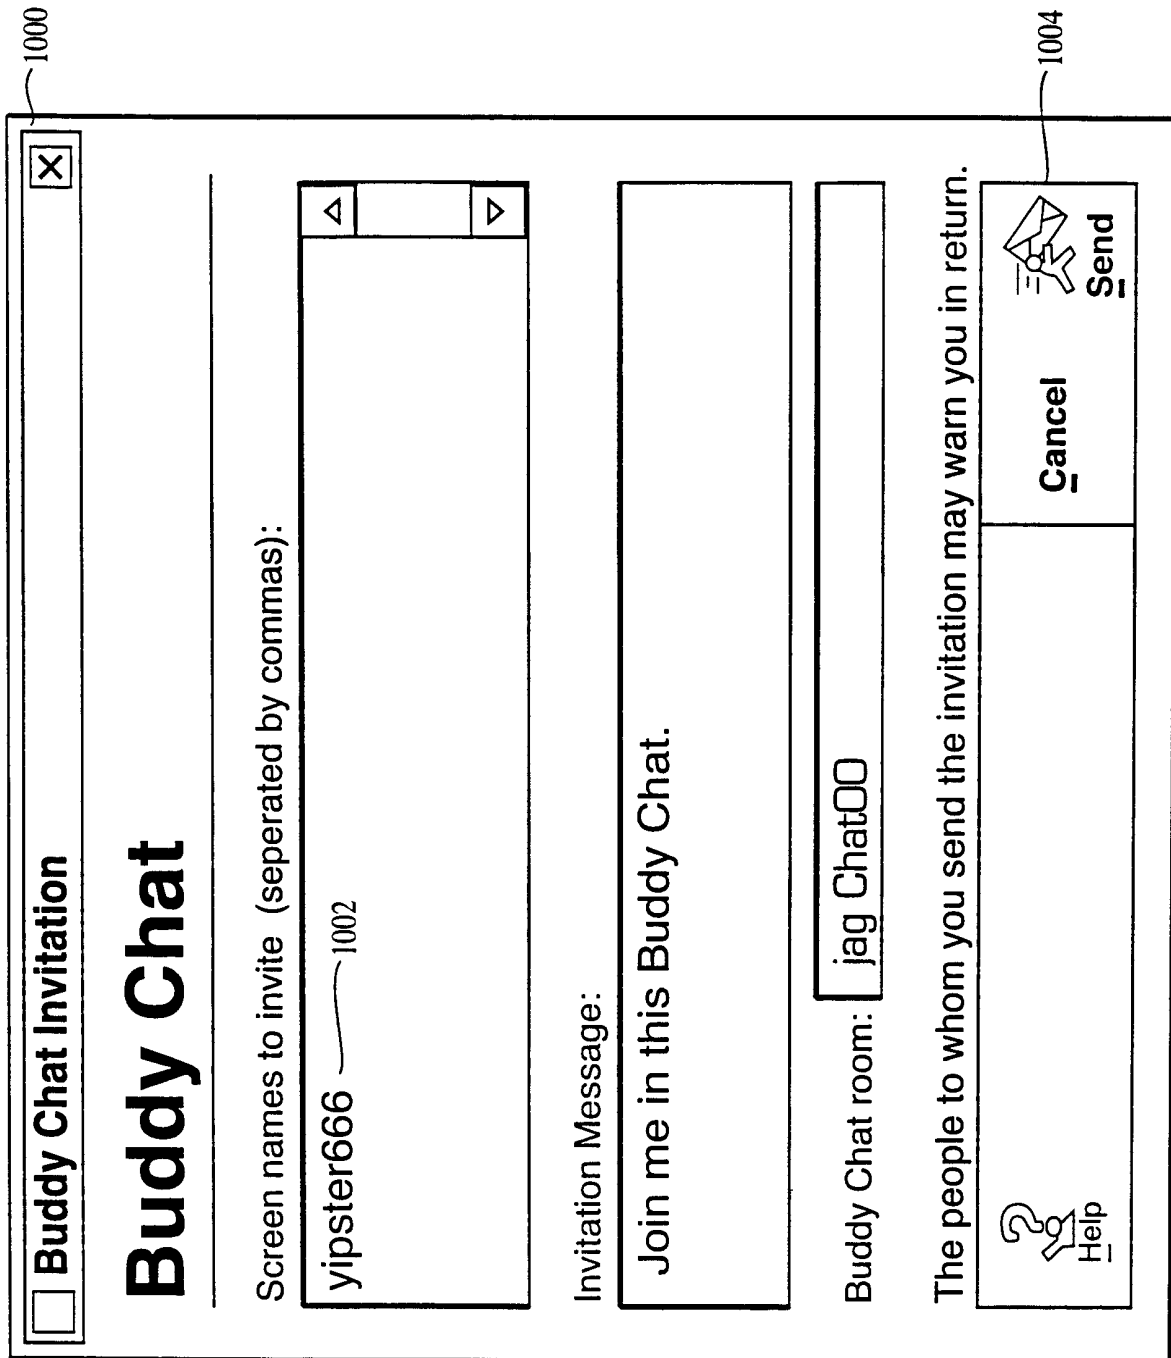 1000
Buddy Chat Invitation
Buddy Chat
Screen names to invite (seperated by commas):
yipster666 1002
Invitation Message:
Join me in this Buddy Chat.
Buddy Chat room: jag Chat00
The people to whom you send the invitation may warn you in return.
Help Cancel Send
1004